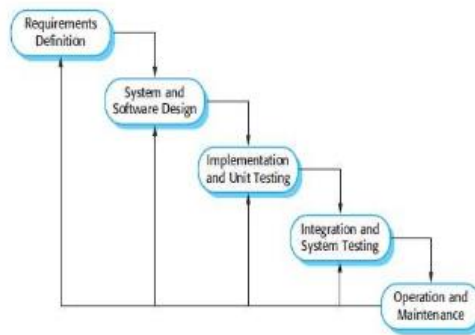 Requirements
Definition
System and
Software Design
Implementation
and Unit Testing
Integration and
System Testing
Operation and
Maintenance